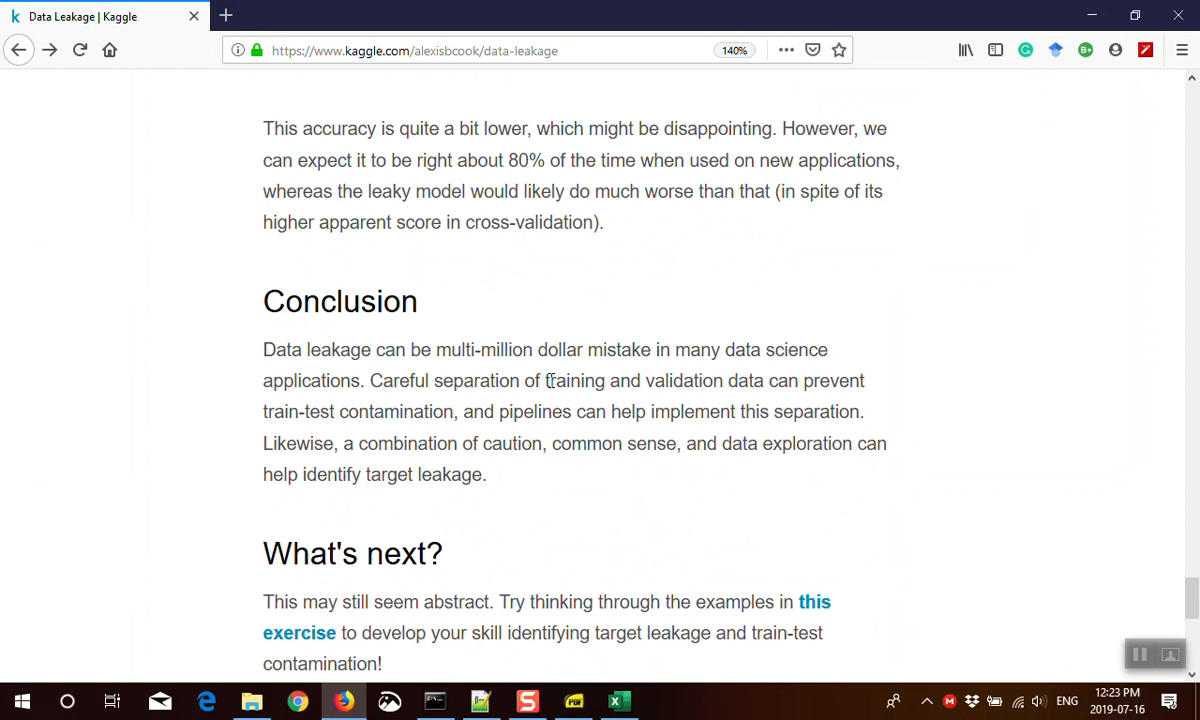 Data Leakage | Kaggle
https://www.kaggle.com/alexisbcook/data-leakage
140%
This accuracy is quite a bit lower, which might be disappointing. However, we
can expect it to be right about 80% of the time when used on new applications,
whereas the leaky model would likely do much worse than that (in spite of its
higher apparent score in cross-validation).
Conclusion
Data leakage can be multi-million dollar mistake in many data science
applications. Careful separation of training and validation data can prevent
train-test contamination, and pipelines can help implement this separation.
Likewise, a combination of caution, common sense, and data exploration can
help identify target leakage.
What's next?
This may still seem abstract. Try thinking through the examples in this
exercise to develop your skill identifying target leakage and train-test
contamination!
ENG
12:23 PM
2019-07-16